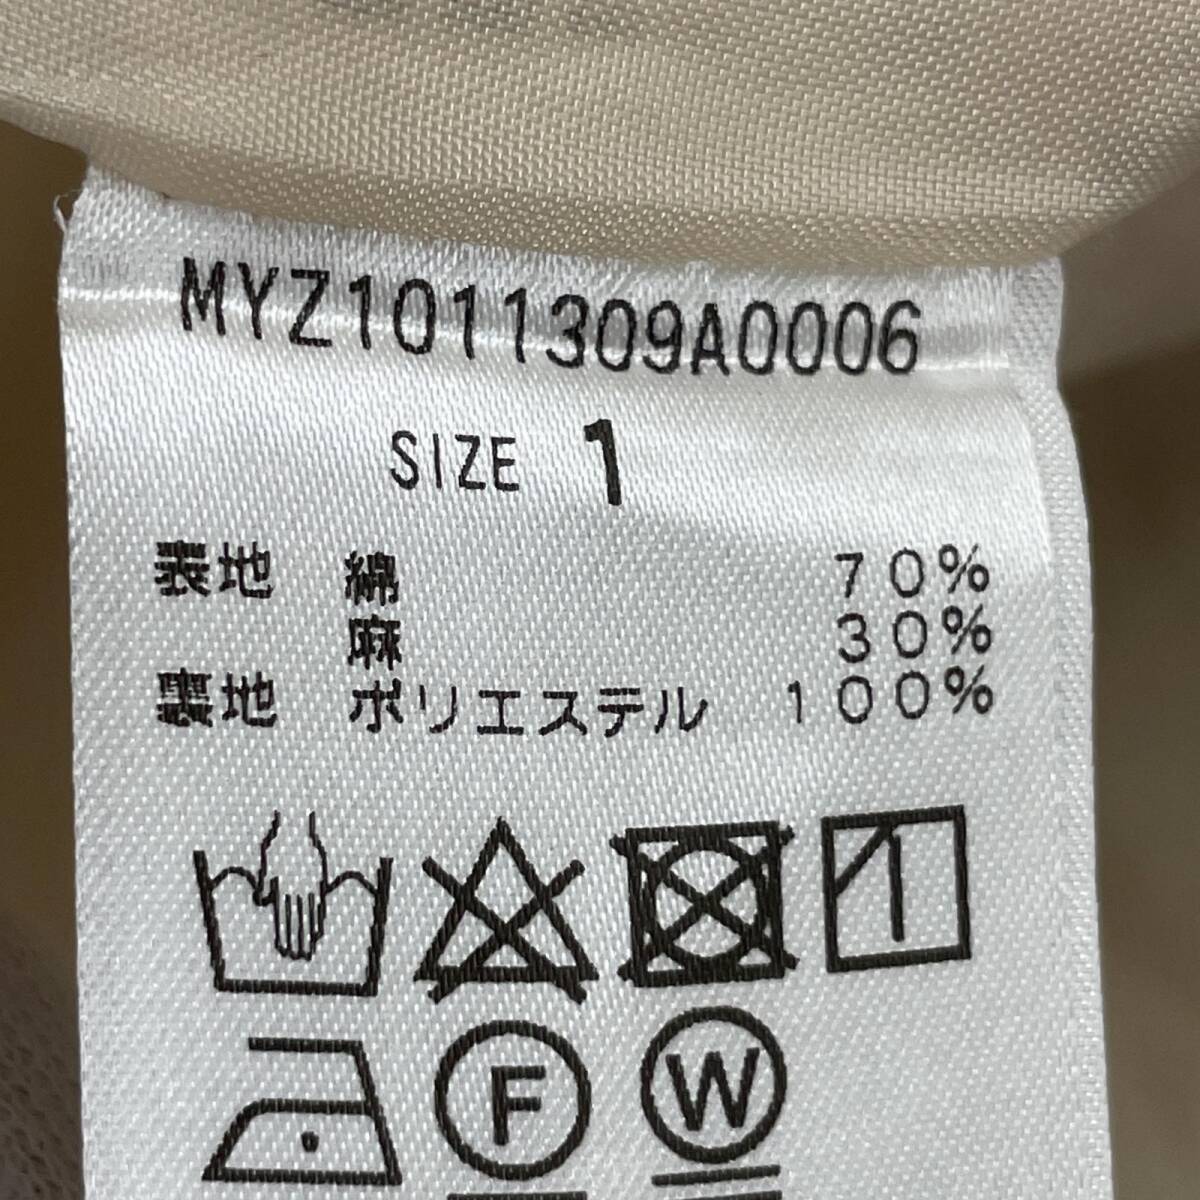 MYZ1011309A0006
SIZE 1
表地 綿 70%
麻 30%
裏地 ポリエステル 100%
F W